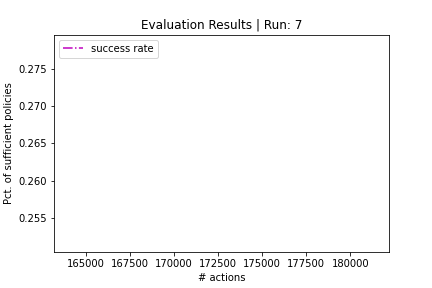 Evaluation Results | Run: 7
success rate
Pct. of sufficient policies
0.275
0.270
0.265
0.260
0.255
165000 167500 170000 172500 175000 177500 180000
# actions